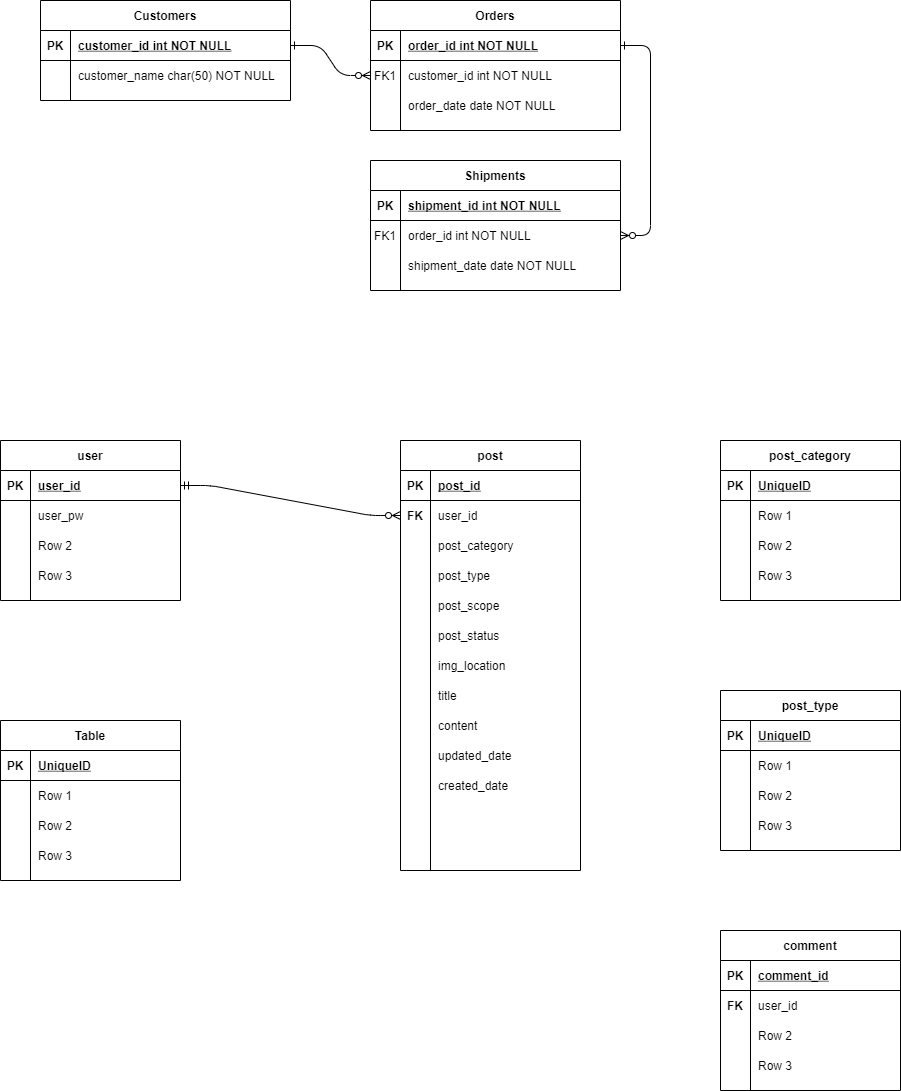 Customers
PK customer_id int NOT NULL
customer_name char(50) NOT NULL
Orders
PK order_id int NOT NULL
FK1 customer_id int NOT NULL
order_date date NOT NULL
Shipments
PK shipment_id int NOT NULL
FK1 order_id int NOT NULL
shipment_date date NOT NULL
user
PK user_id
user_pw
Row 2
Row 3
post
PK post_id
FK user_id
post_category
post_type
post_scope
post_status
img_location
title
content
updated_date
created_date
post_category
PK UniqueID
Row 1
Row 2
Row 3
Table
PK UniqueID
Row 1
Row 2
Row 3
post_type
PK UniqueID
Row 1
Row 2
Row 3
comment
PK comment_id
FK user_id
Row 2
Row 3